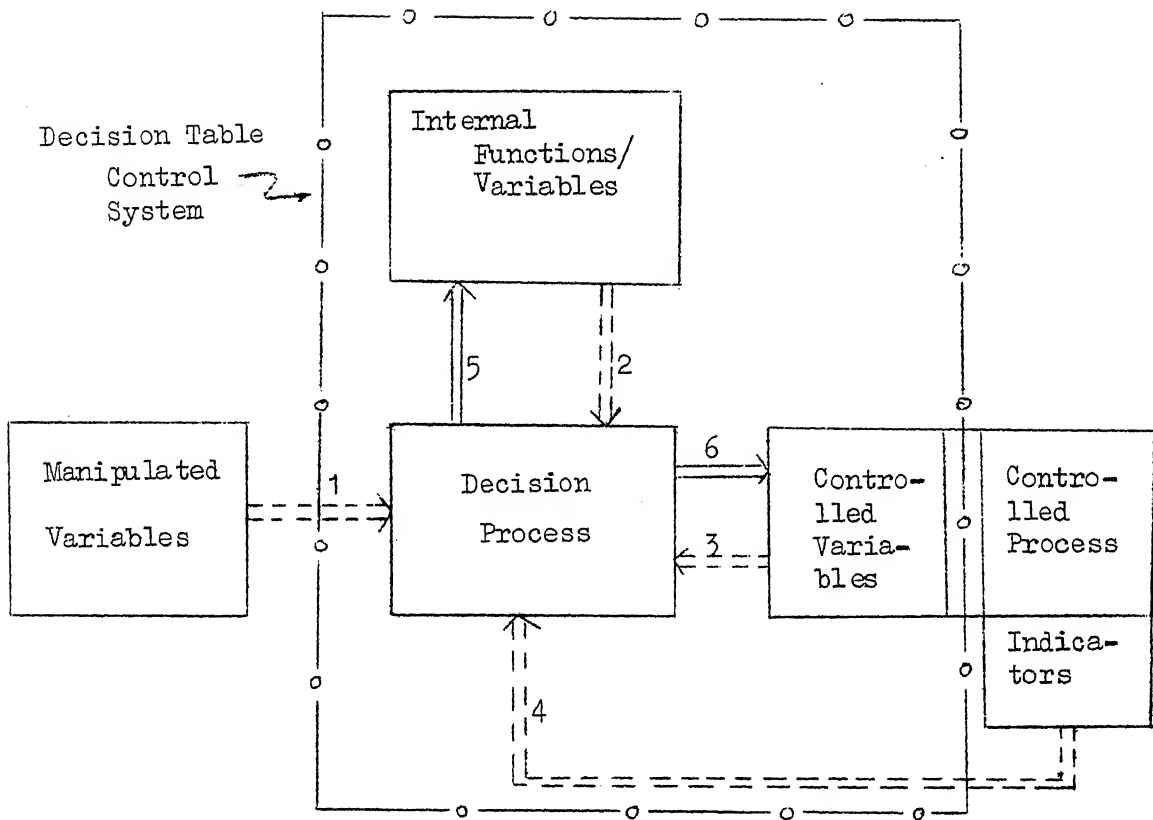 Decision Table
Control
System
Internal
Functions/
Variables
5
2
Manipulated
Variables
1
Decision
Process
6
3
Contro-
lled
Varia-
bles
Contro-
lled
Process
Indica-
tors
4